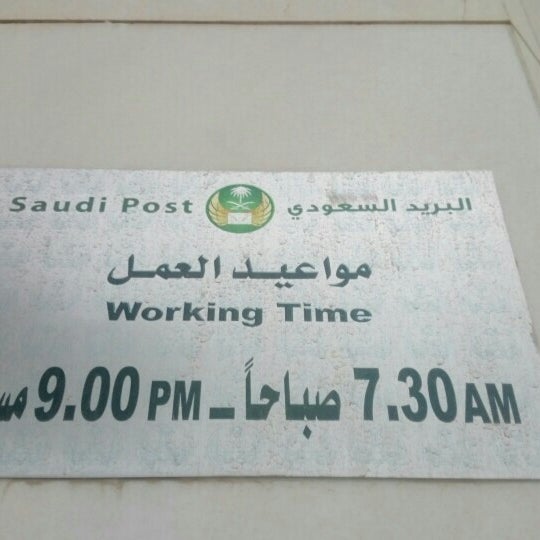 Saudi Post البريد السعودي
مواعيد العمل
Working Time
7.30 AM صباحاً – 9.00 PM